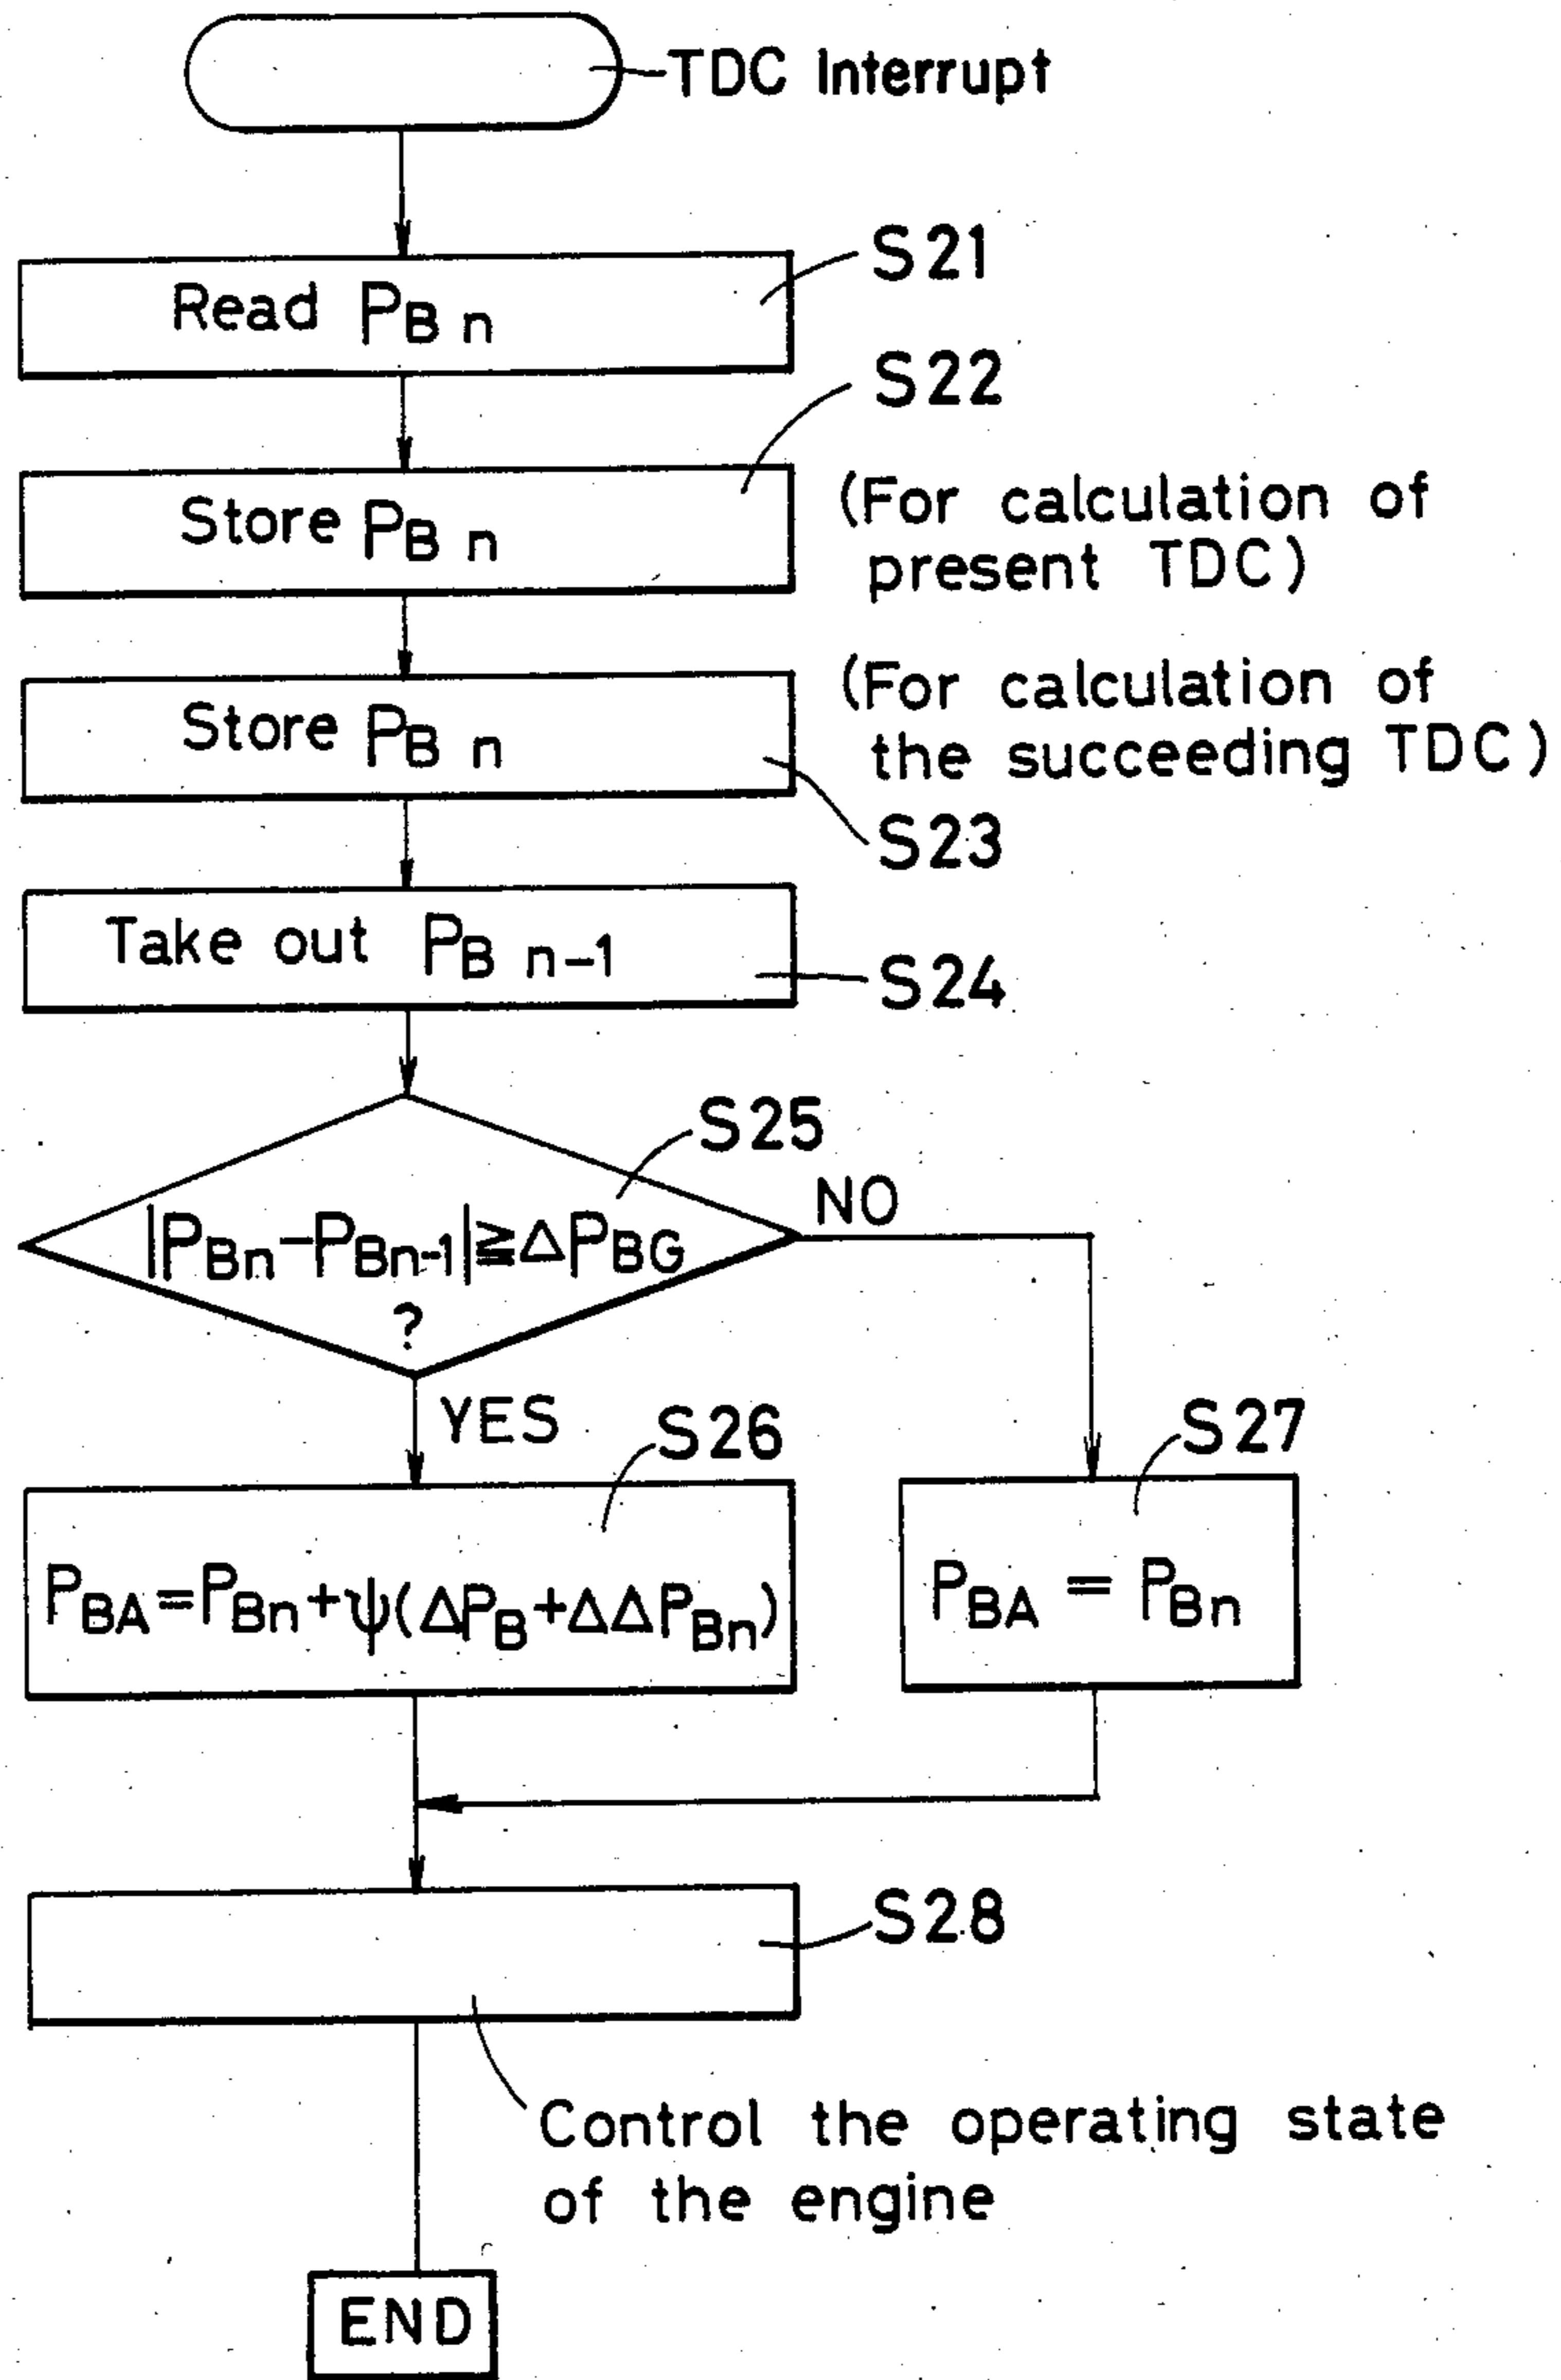 TDC Interrupt
S21
Read PB n
S22
Store PB n
(For calculation of
present TDC)
Store PB n
(For calculation of
the succeeding TDC)
S23
Take out PB n-1
S24
S25
NO
|PBn-PBn-1|≧ΔPBG
?
YES
S26
S27
PBA=PBn+ψ(ΔPB+ΔΔPBn)
PBA = PBn
S28
Control the operating state
of the engine
END